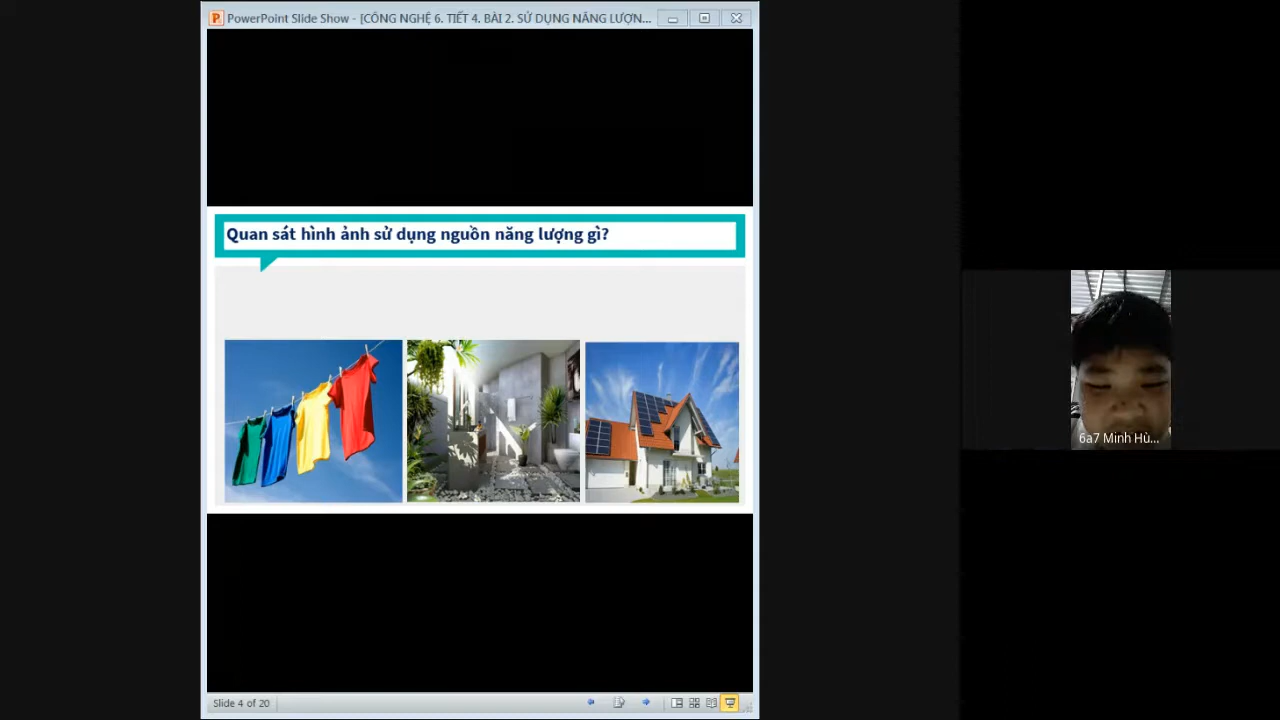 PowerPoint Slide Show - [CÔNG NGHỆ 6. TIẾT 4. BÀI 2. SỬ DỤNG NĂNG LƯỢN...
Quan sát hình ảnh sử dụng nguồn năng lượng gì?
6a7 Minh Hù...
Slide 4 of 20